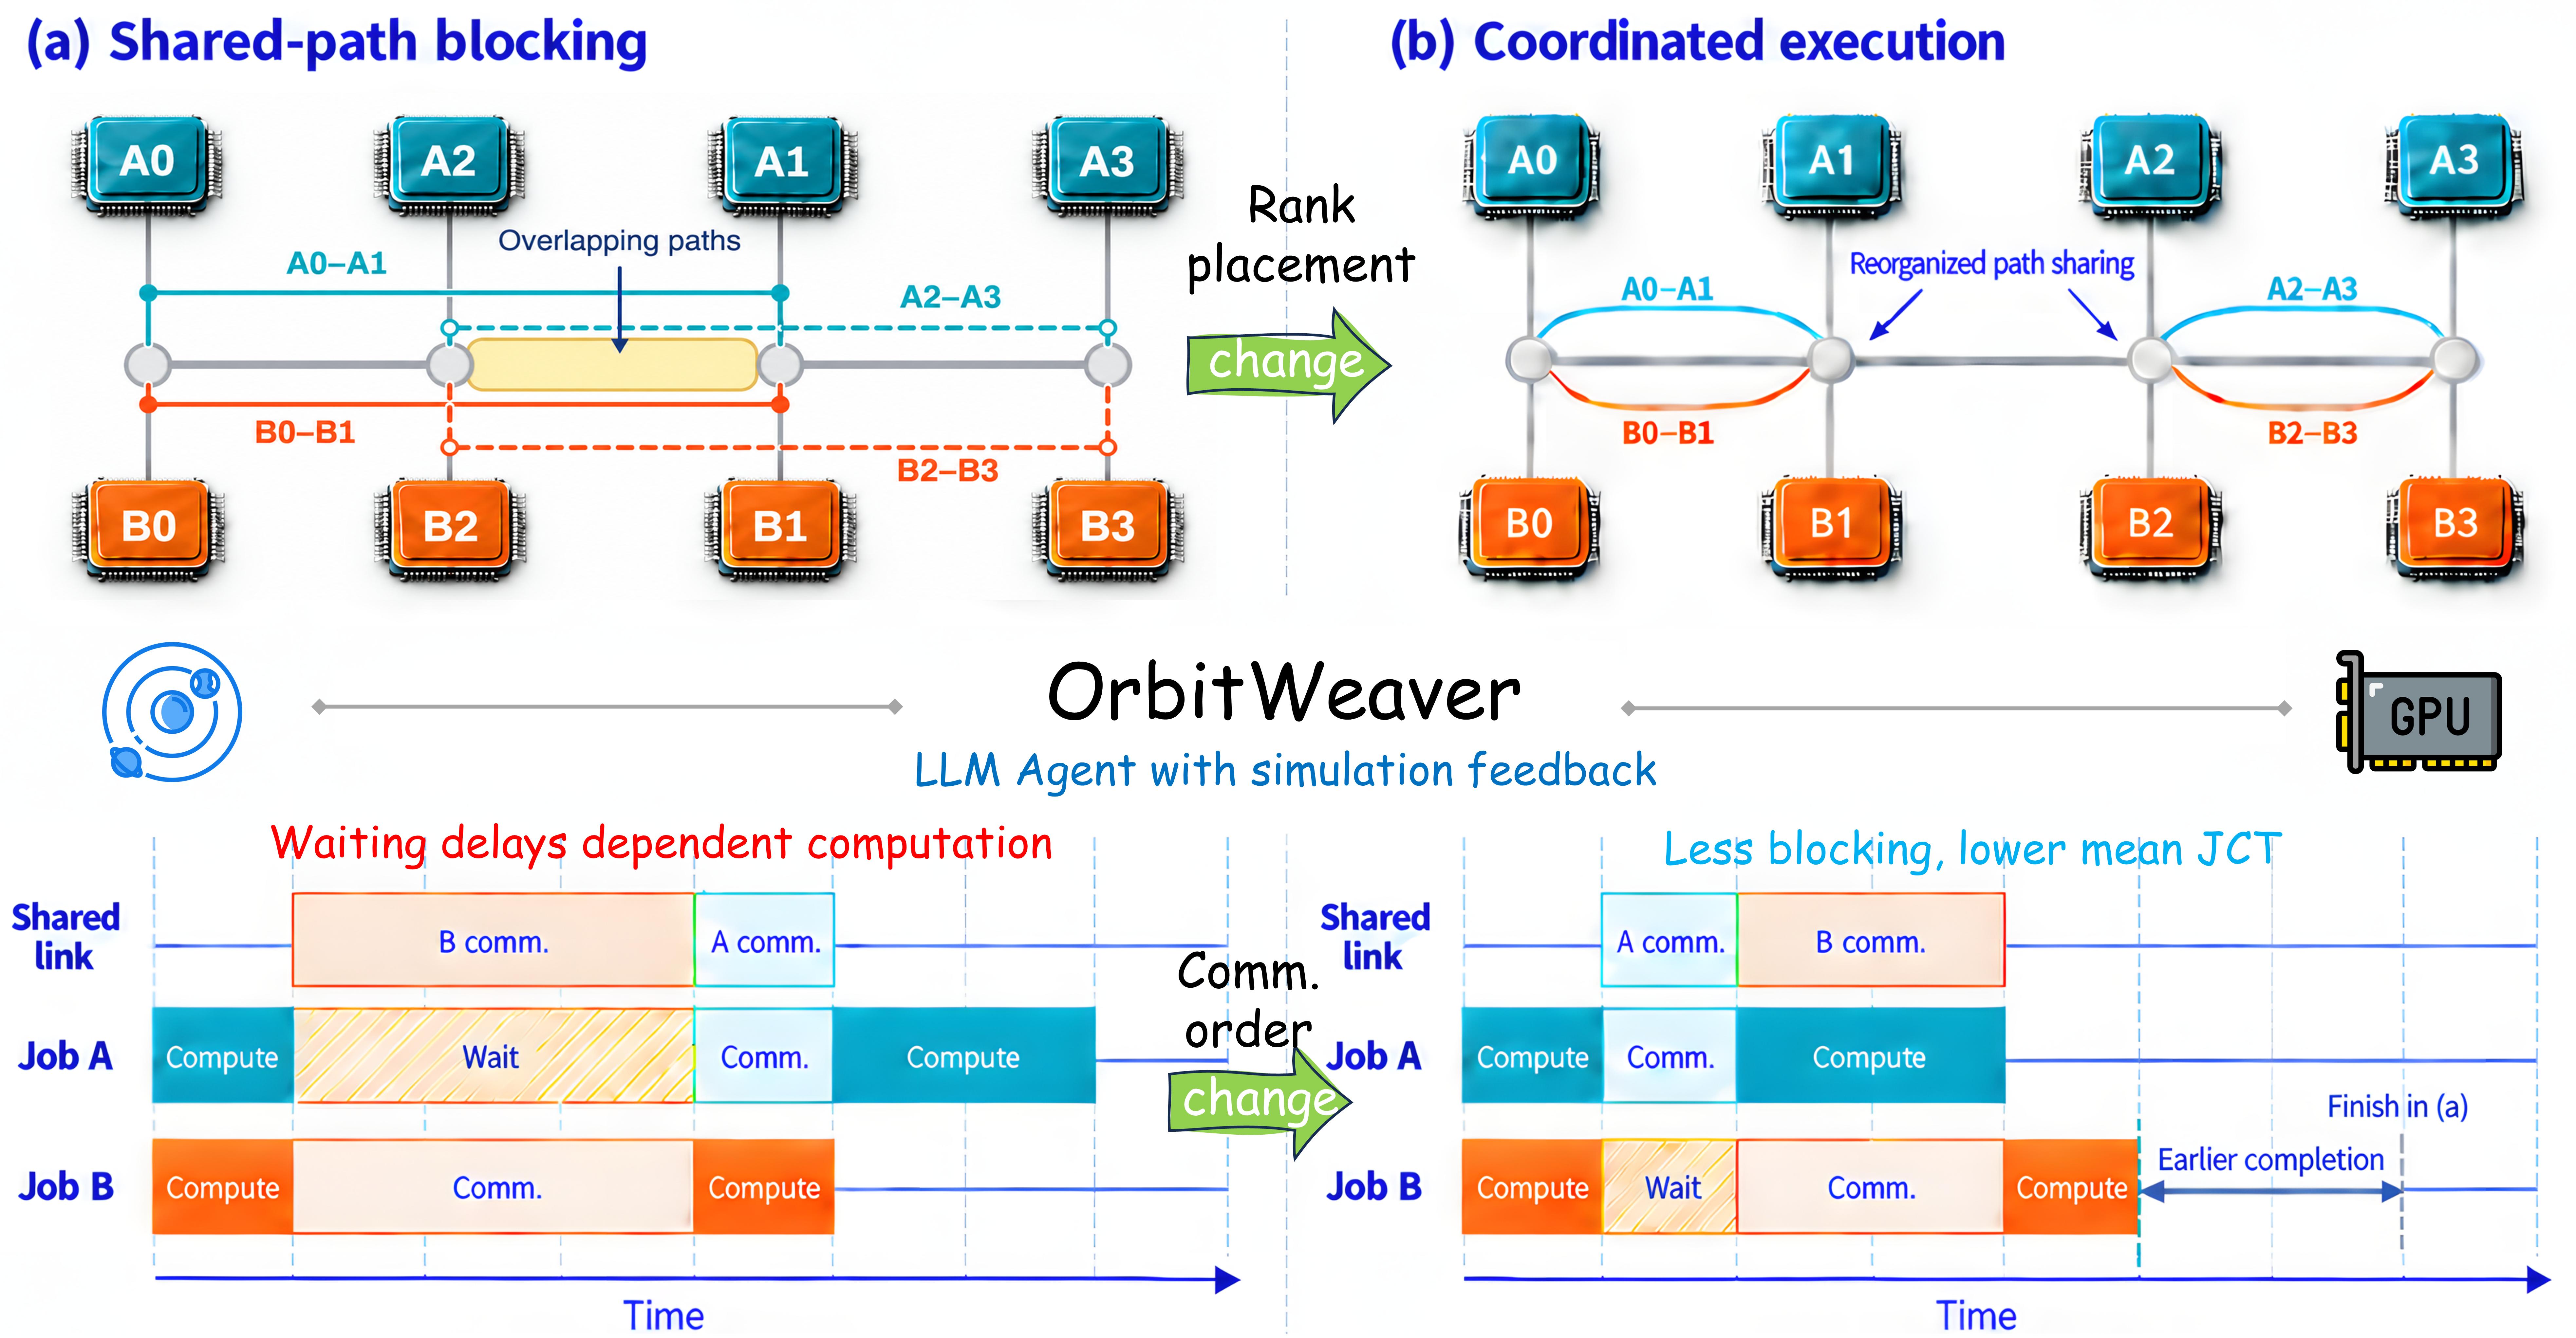 (a) Shared-path blocking
A0
A2
A1
A3
Overlapping paths
A0–A1
A2–A3
B0–B1
B2–B3
B0
B2
B1
B3
Rank
placement
change
(b) Coordinated execution
A0
A1
A2
A3
Reorganized path sharing
A0–A1
A2–A3
B0–B1
B2–B3
B0
B1
B2
B3
OrbitWeaver
LLM Agent with simulation feedback
GPU
Waiting delays dependent computation
Shared
link
B comm.
A comm.
Job A
Compute
Wait
Comm.
Compute
Job B
Compute
Comm.
Compute
Time
Comm.
order
change
Less blocking, lower mean JCT
Shared
link
A comm.
B comm.
Job A
Compute
Comm.
Compute
Finish in (a)
Job B
Compute
Wait
Comm.
Compute
Earlier completion
Time